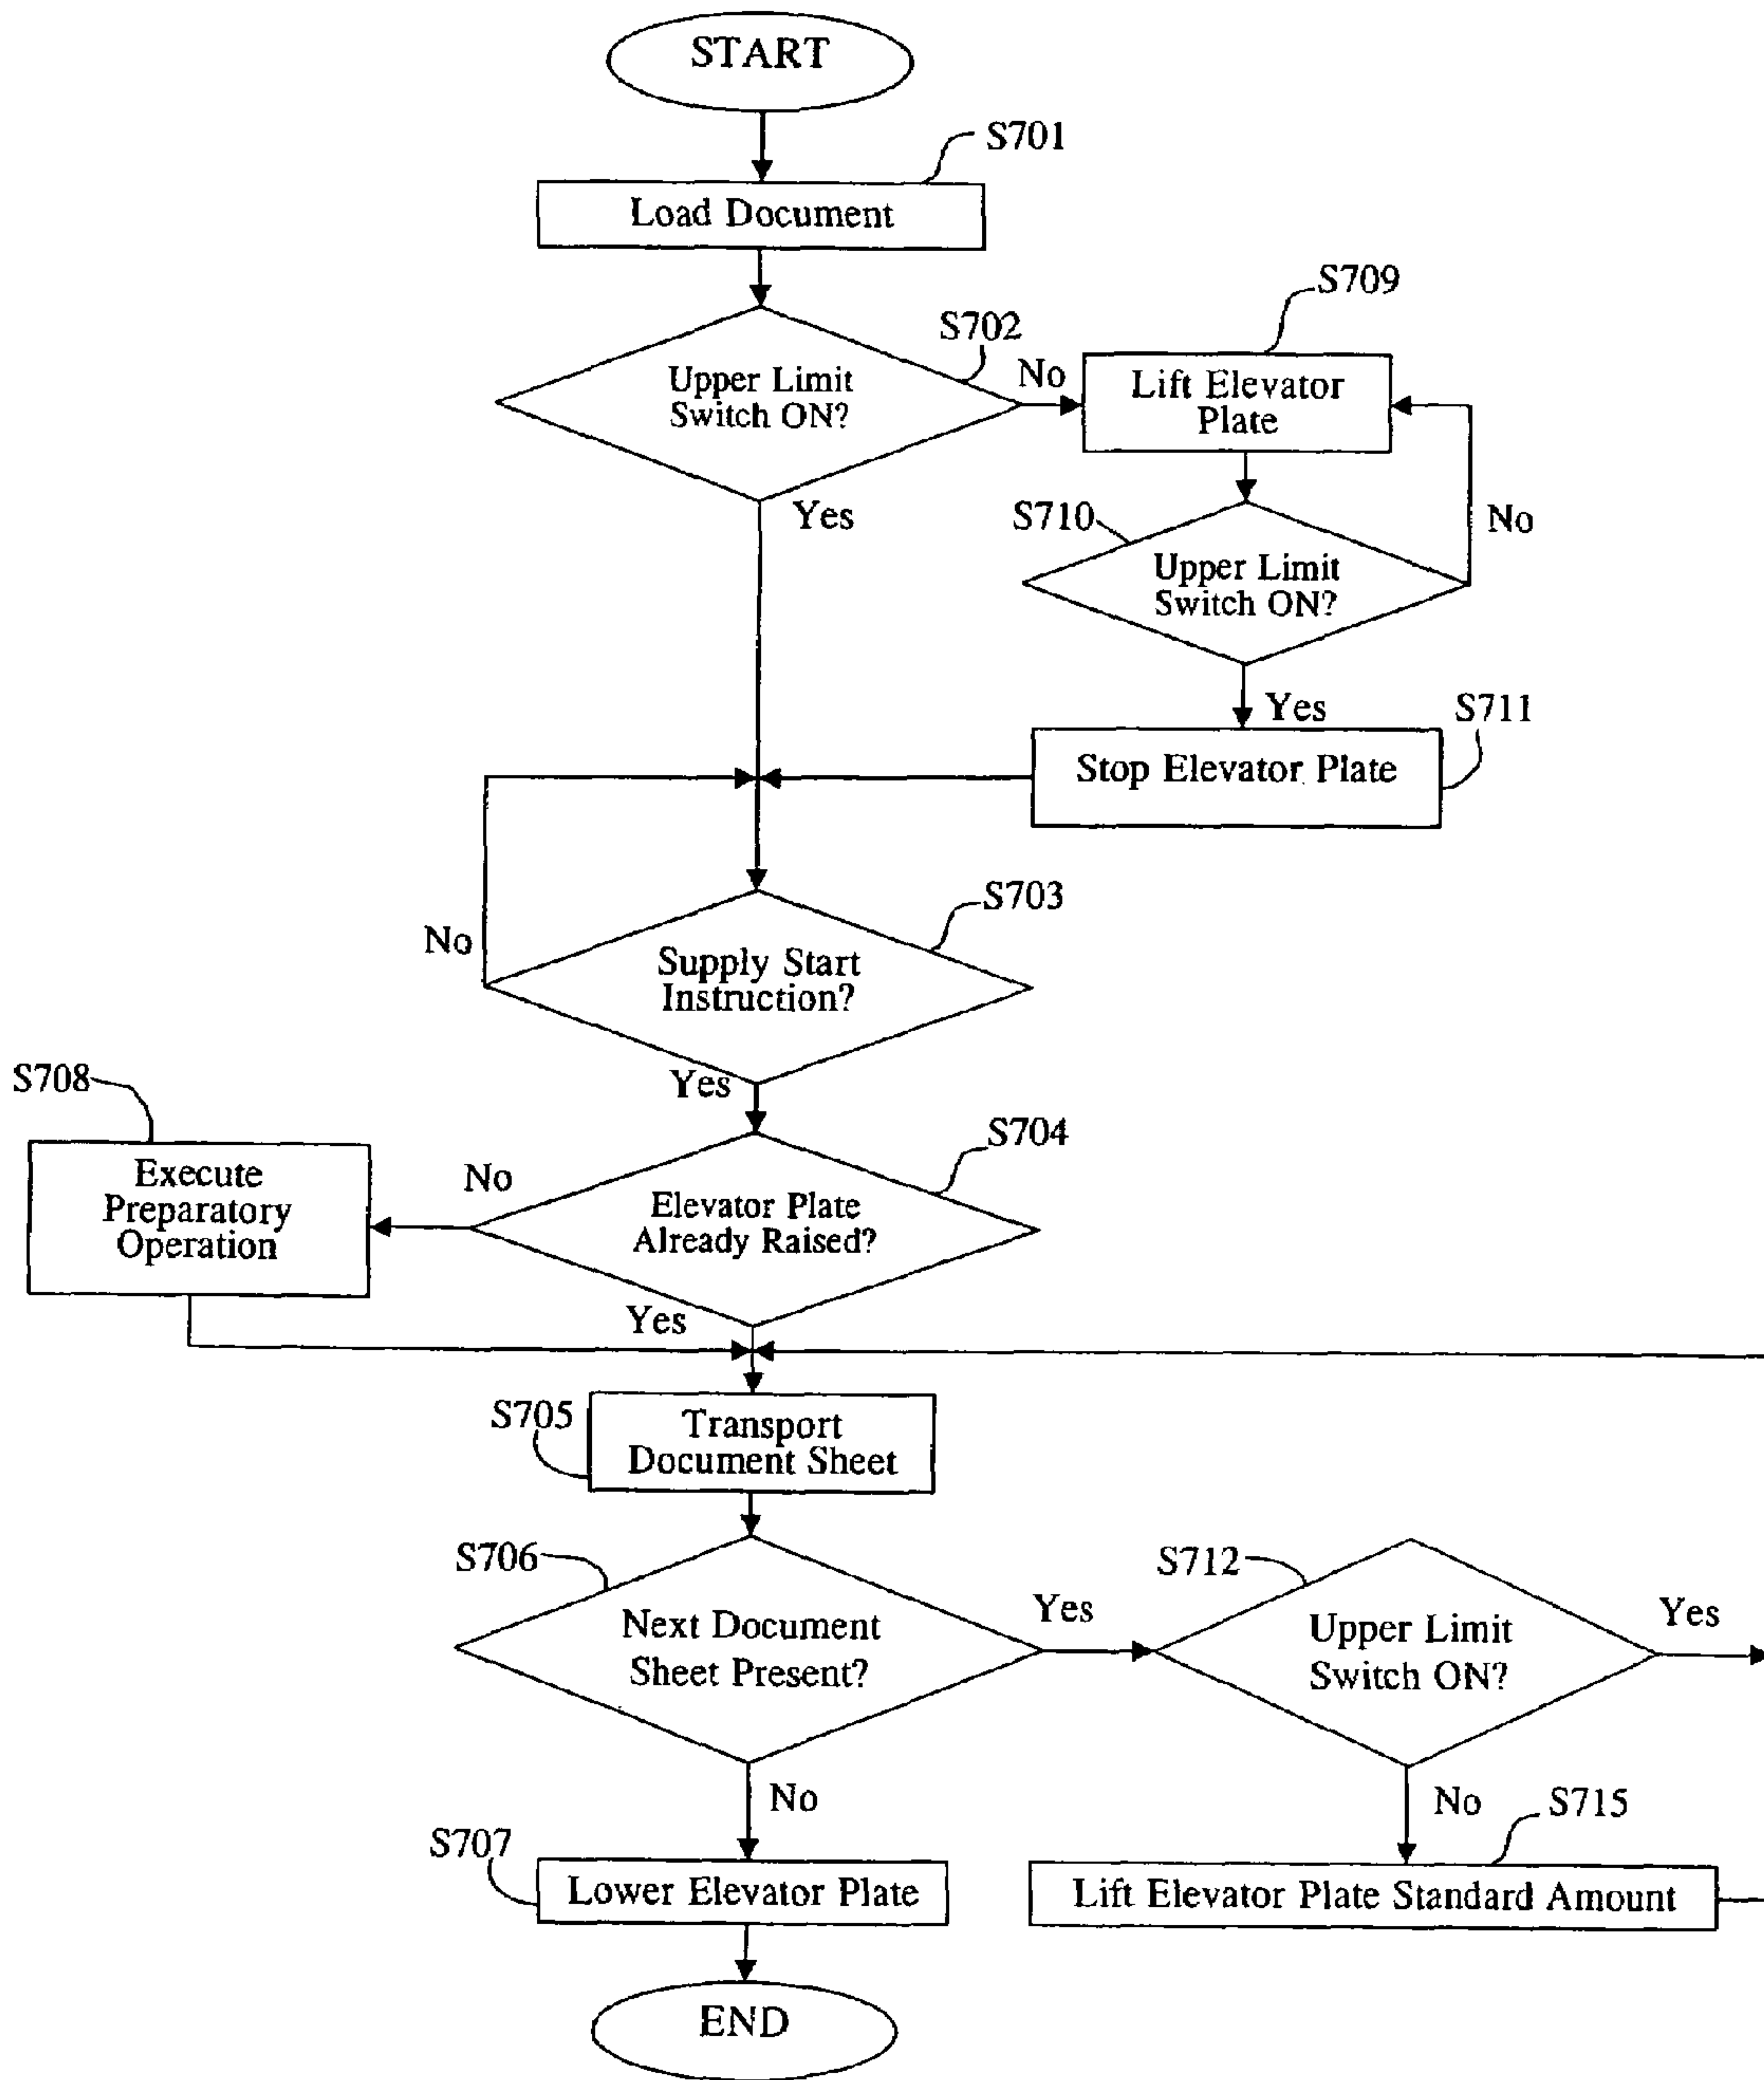 START
S701
Load Document
S709
S702
Upper Limit
Switch ON?
No
Lift Elevator
Plate
Yes
S710
No
Upper Limit
Switch ON?
Yes
S711
Stop Elevator Plate
S703
No
Supply Start
Instruction?
S708
Yes
S704
Execute
Preparatory
Operation
No
Elevator Plate
Already Raised?
Yes
S705
Transport
Document Sheet
S706
S712
Next Document
Sheet Present?
Yes
Upper Limit
Switch ON?
Yes
No
No
S715
S707
Lower Elevator Plate
Lift Elevator Plate Standard Amount
END